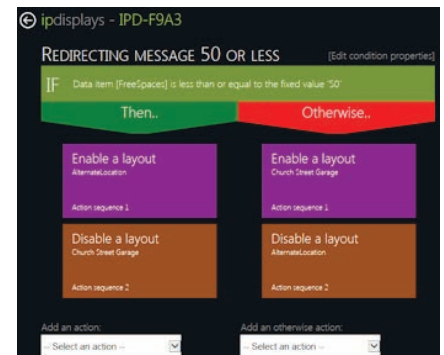 ipdisplays - IPD-F9A3
REDIRECTING MESSAGE 50 OR LESS
[Edit condition properties]
IF Data item [FreeSpaces] is less than or equal to the fixed value '50'
Then..
Otherwise..
Enable a layout
AlternateLocation
Action sequence 1
Enable a layout
Church Street Garage
Action sequence 1
Disable a layout
Church Street Garage
Action sequence 2
Disable a layout
AlternateLocation
Action sequence 2
Add an action:
-- Select an action --
Add an otherwise action:
-- Select an action --